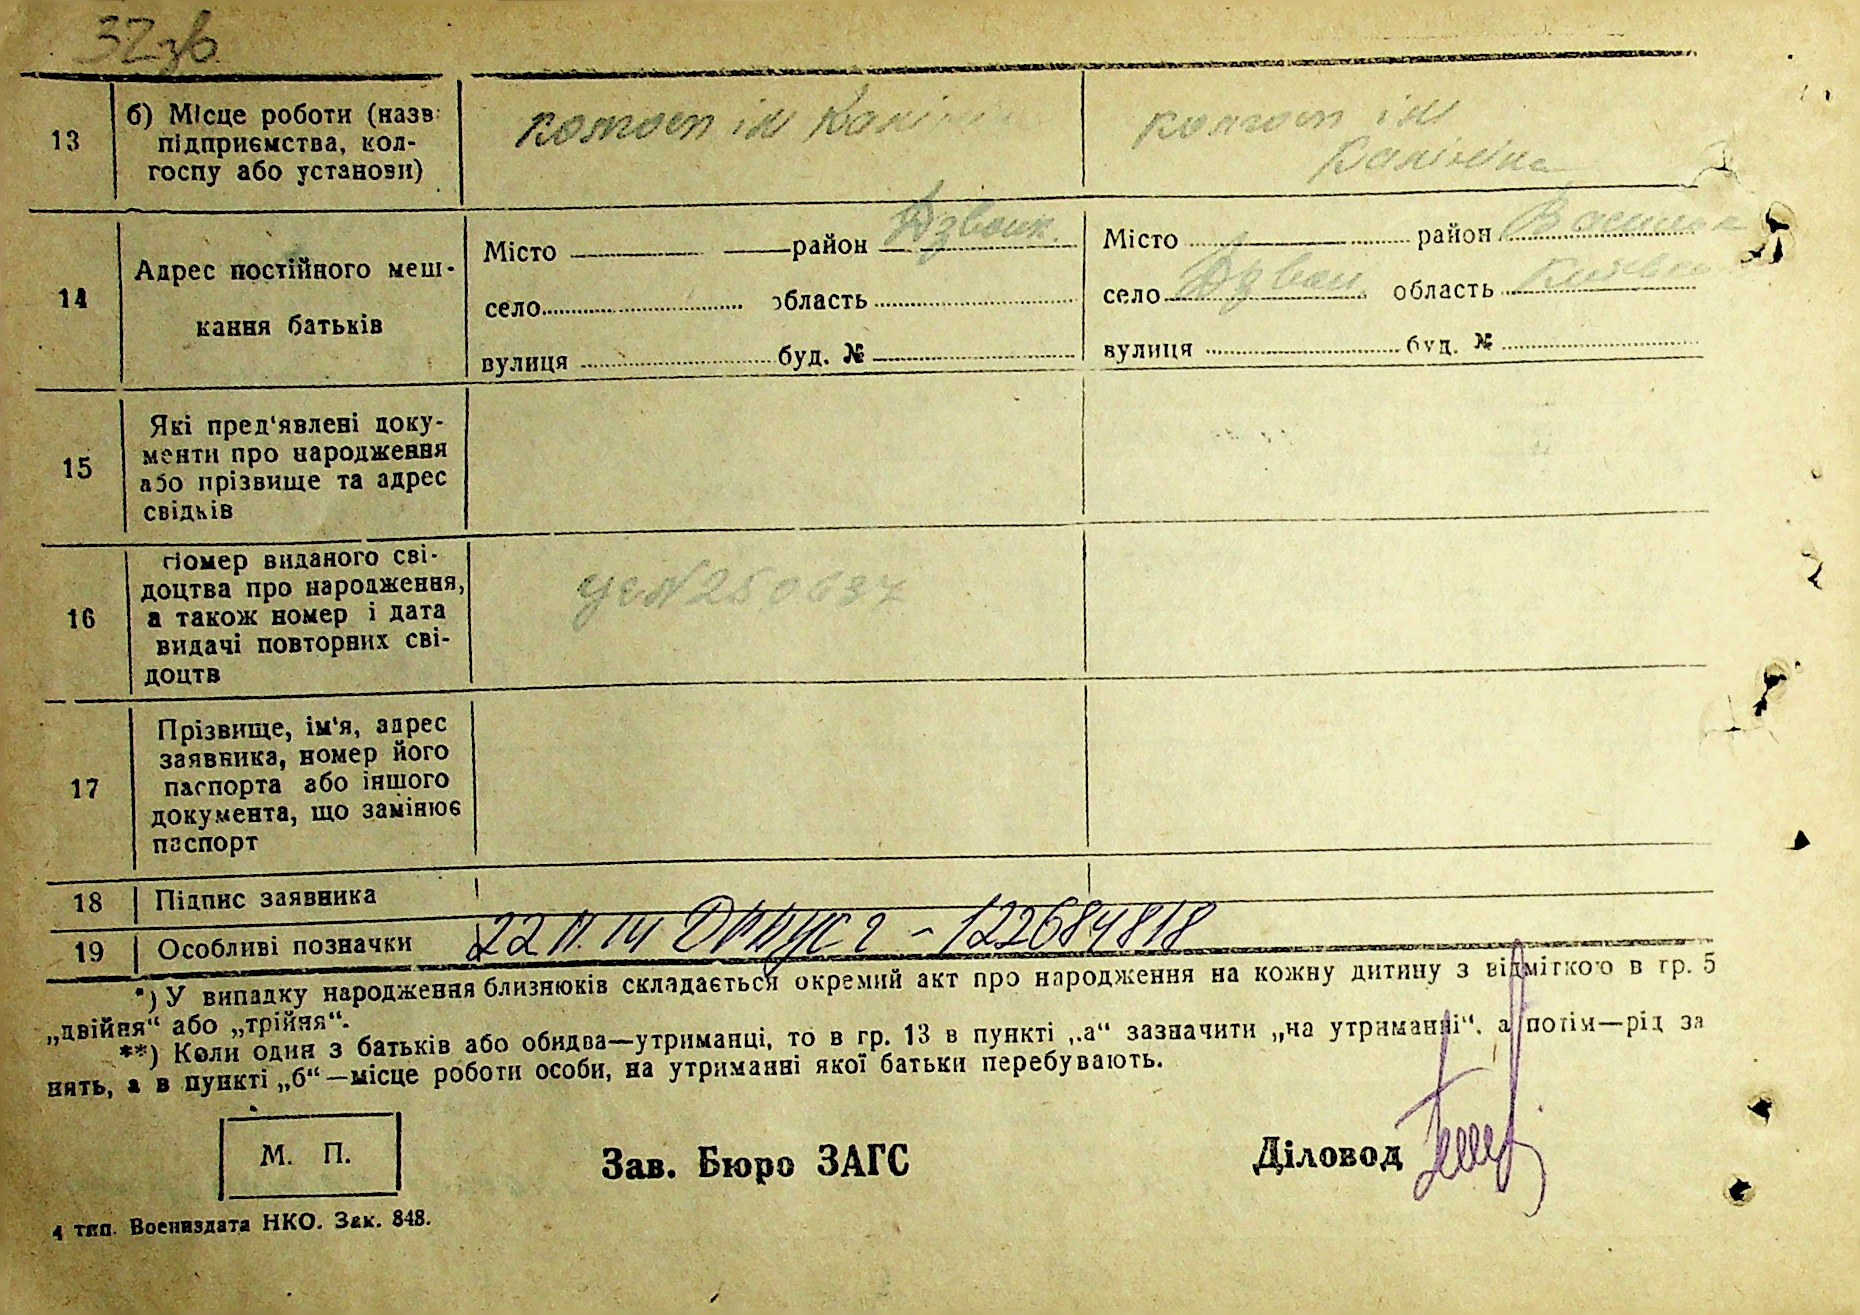 32зв
13
б) Місце роботи (назв
підприємства, кол-
госпу або установи)
колгосп ім Калін
колгосп ім
Калініна
14
Адрес постійного меш-
кання батьків
Місто район Дзвонк.
село область
вулиця буд. №
Місто район
село Дзвон область Київськ
вулиця буд. №
15
Які пред'явлені доку-
менти про народження
або прізвище та адрес
свідків
16
Номер виданого сві-
доцтва про народження,
а також номер і дата
видачі повторних сві-
доцтв
№ 250637
17
Прізвище, ім'я, адрес
заявника, номер його
паспорта або іншого
документа, що замінює
паспорт
18
Підпис заявника
19
Особливі позначки
122684818
*) У випадку народження близнюків складається окремий акт про народження на кожну дитину з відміткою в гр. 5
„двійня“ або „трійня“.
**) Коли один з батьків або обидва—утриманці, то в гр. 13 в пункті „а“ зазначити „на утриманні“, а потім—рід за
нять, а в пункті „б“—місце роботи особи, на утриманні якої батьки перебувають.
М. П.
Зав. Бюро ЗАГС
Діловод
4 тип. Воениздата НКО. Зак. 848.